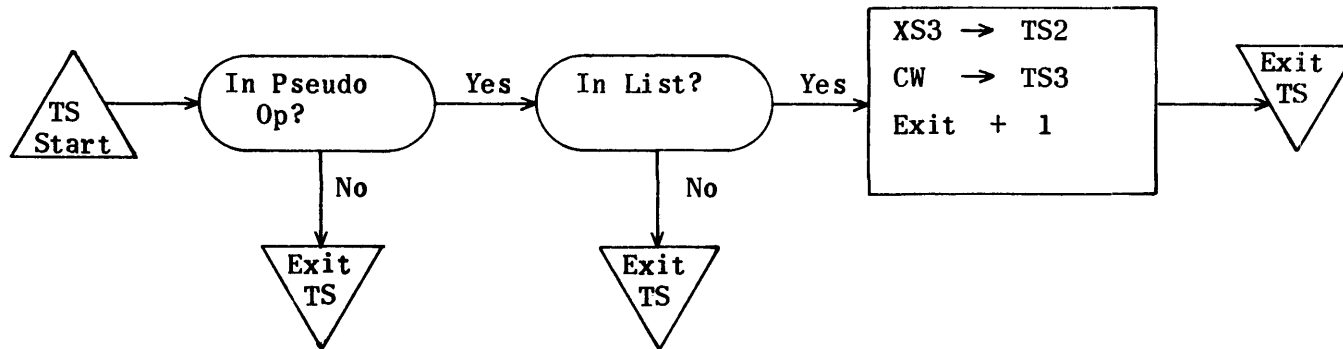 TS
Start
In Pseudo
Op?
Yes
No
Exit
TS
In List?
Yes
No
Exit
TS
XS3 → TS2
CW → TS3
Exit + 1
Exit
TS